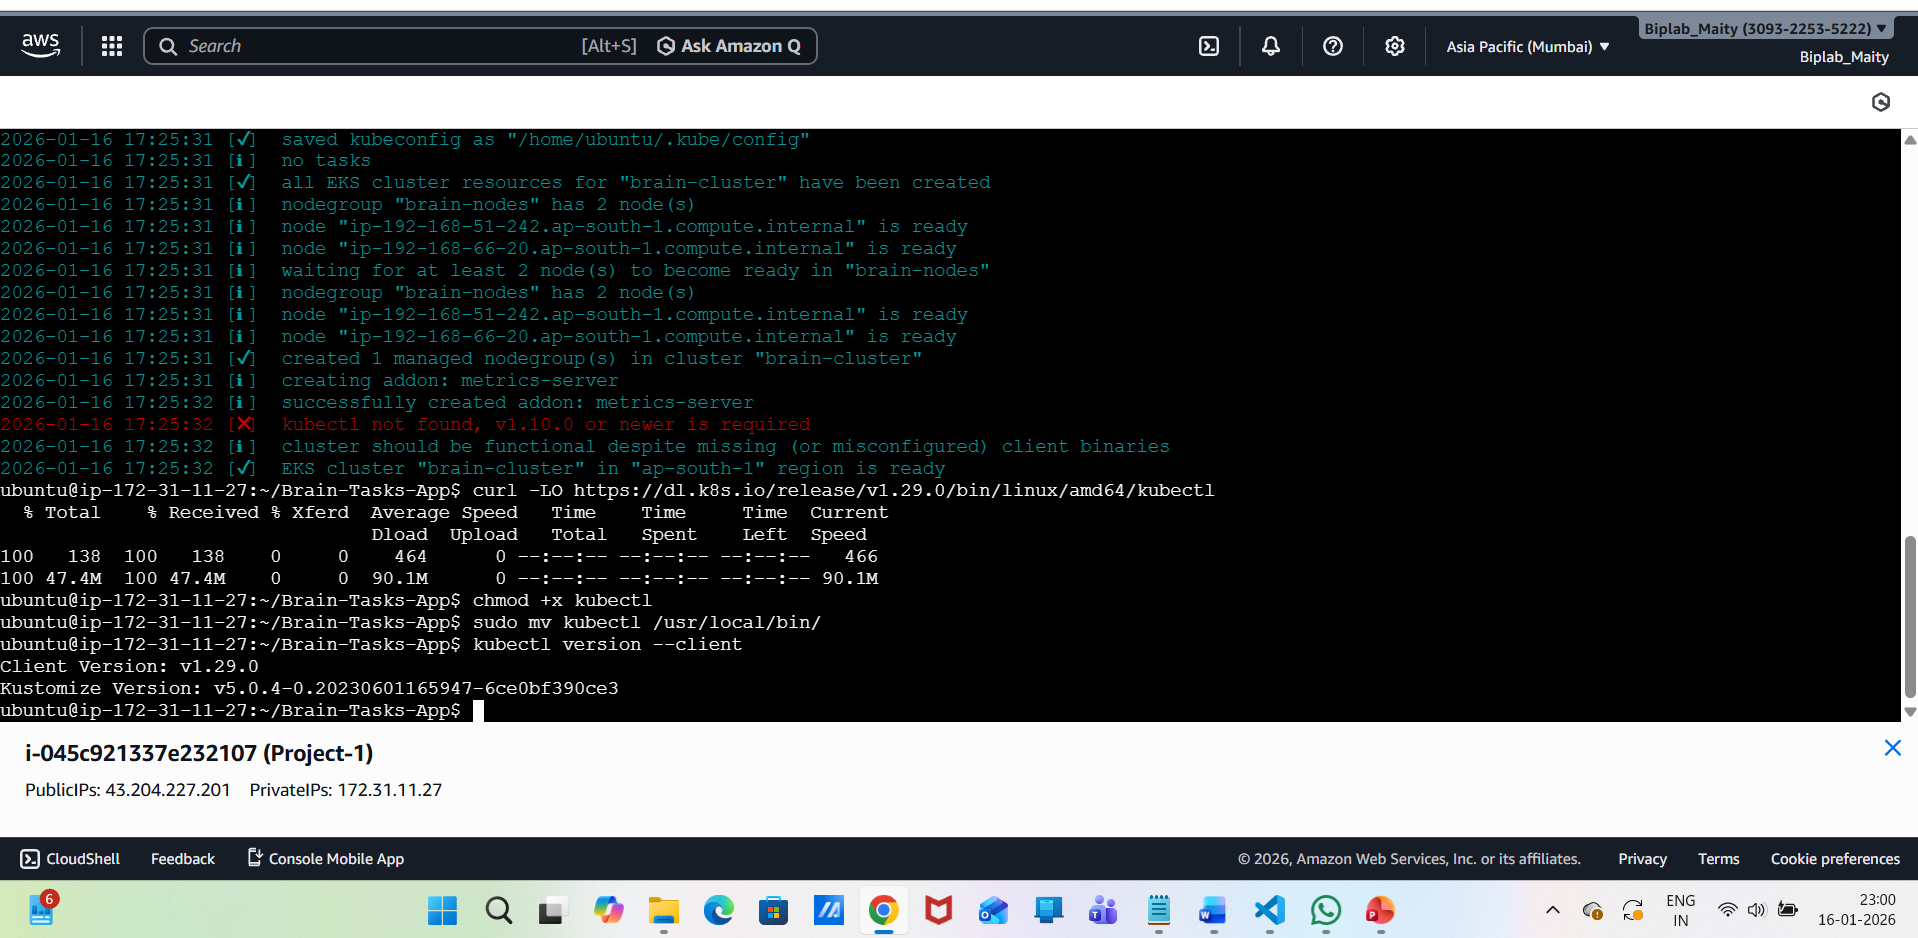 aws
Search
[Alt+S]
Ask Amazon Q
Asia Pacific (Mumbai) ▼
Biplab_Maity (3093-2253-5222) ▼
Biplab_Maity
2026-01-16 17:25:31 [✓]  saved kubeconfig as "/home/ubuntu/.kube/config"
2026-01-16 17:25:31 [ℹ]  no tasks
2026-01-16 17:25:31 [✓]  all EKS cluster resources for "brain-cluster" have been created
2026-01-16 17:25:31 [ℹ]  nodegroup "brain-nodes" has 2 node(s)
2026-01-16 17:25:31 [ℹ]  node "ip-192-168-51-242.ap-south-1.compute.internal" is ready
2026-01-16 17:25:31 [ℹ]  node "ip-192-168-66-20.ap-south-1.compute.internal" is ready
2026-01-16 17:25:31 [ℹ]  waiting for at least 2 node(s) to become ready in "brain-nodes"
2026-01-16 17:25:31 [ℹ]  nodegroup "brain-nodes" has 2 node(s)
2026-01-16 17:25:31 [ℹ]  node "ip-192-168-51-242.ap-south-1.compute.internal" is ready
2026-01-16 17:25:31 [ℹ]  node "ip-192-168-66-20.ap-south-1.compute.internal" is ready
2026-01-16 17:25:31 [✓]  created 1 managed nodegroup(s) in cluster "brain-cluster"
2026-01-16 17:25:31 [ℹ]  creating addon: metrics-server
2026-01-16 17:25:32 [ℹ]  successfully created addon: metrics-server
2026-01-16 17:25:32 [✖]  kubectl not found, v1.10.0 or newer is required
2026-01-16 17:25:32 [ℹ]  cluster should be functional despite missing (or misconfigured) client binaries
2026-01-16 17:25:32 [✓]  EKS cluster "brain-cluster" in "ap-south-1" region is ready
ubuntu@ip-172-31-11-27:~/Brain-Tasks-App$ curl -LO https://dl.k8s.io/release/v1.29.0/bin/linux/amd64/kubectl
  % Total    % Received % Xferd  Average Speed   Time    Time     Time  Current
                                 Dload  Upload   Total   Spent    Left  Speed
100   138  100   138    0     0    464      0 --:--:-- --:--:-- --:--:--   466
100 47.4M  100 47.4M    0     0  90.1M      0 --:--:-- --:--:-- --:--:-- 90.1M
ubuntu@ip-172-31-11-27:~/Brain-Tasks-App$ chmod +x kubectl
ubuntu@ip-172-31-11-27:~/Brain-Tasks-App$ sudo mv kubectl /usr/local/bin/
ubuntu@ip-172-31-11-27:~/Brain-Tasks-App$ kubectl version --client
Client Version: v1.29.0
Kustomize Version: v5.0.4-0.20230601165947-6ce0bf390ce3
ubuntu@ip-172-31-11-27:~/Brain-Tasks-App$
i-045c921337e232107 (Project-1)
PublicIPs: 43.204.227.201    PrivateIPs: 172.31.11.27
CloudShell
Feedback
Console Mobile App
© 2026, Amazon Web Services, Inc. or its affiliates.
Privacy
Terms
Cookie preferences
6
ENG
IN
23:00
16-01-2026